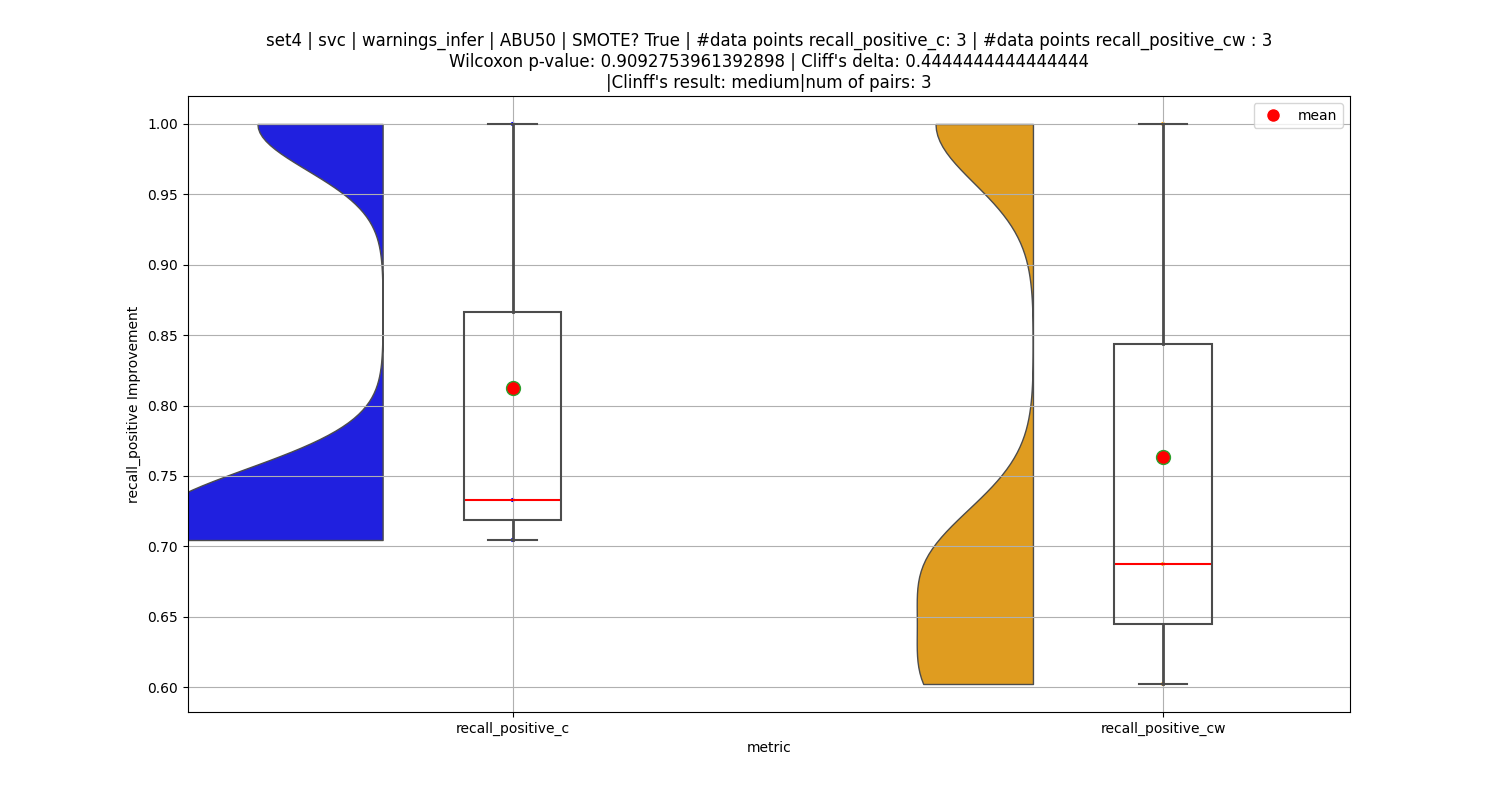 set4 | svc | warnings_infer | ABU50 | SMOTE? True | #data points recall_positive_c: 3 | #data points recall_positive_cw : 3
Wilcoxon p-value: 0.9092753961392898 | Cliff's delta: 0.4444444444444444
|Clinff's result: medium|num of pairs: 3
mean
1.00
0.95
0.90
0.85
0.80
0.75
0.70
0.65
0.60
recall_positive Improvement
recall_positive_c
recall_positive_cw
metric